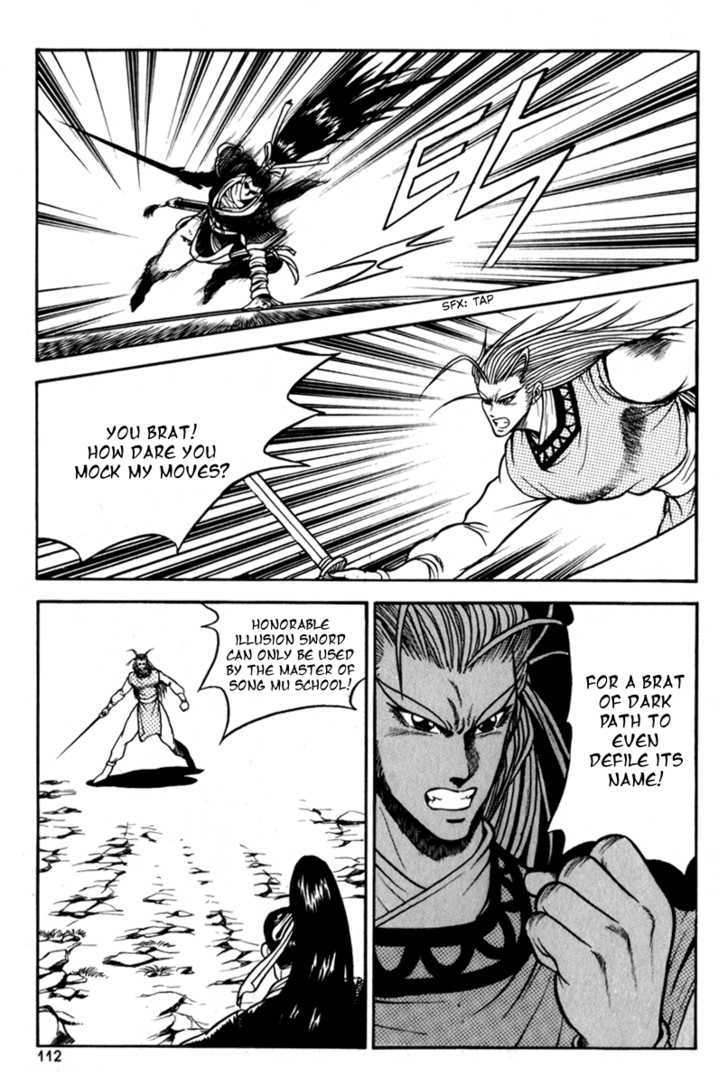 탁
SFX: TAP
YOU BRAT!
HOW DARE YOU
MOCK MY MOVES?
HONORABLE
ILLUSION SWORD
CAN ONLY BE USED
BY THE MASTER OF
SONG MU SCHOOL!
FOR A BRAT
OF DARK
PATH TO
EVEN
DEFILE ITS
NAME!
112